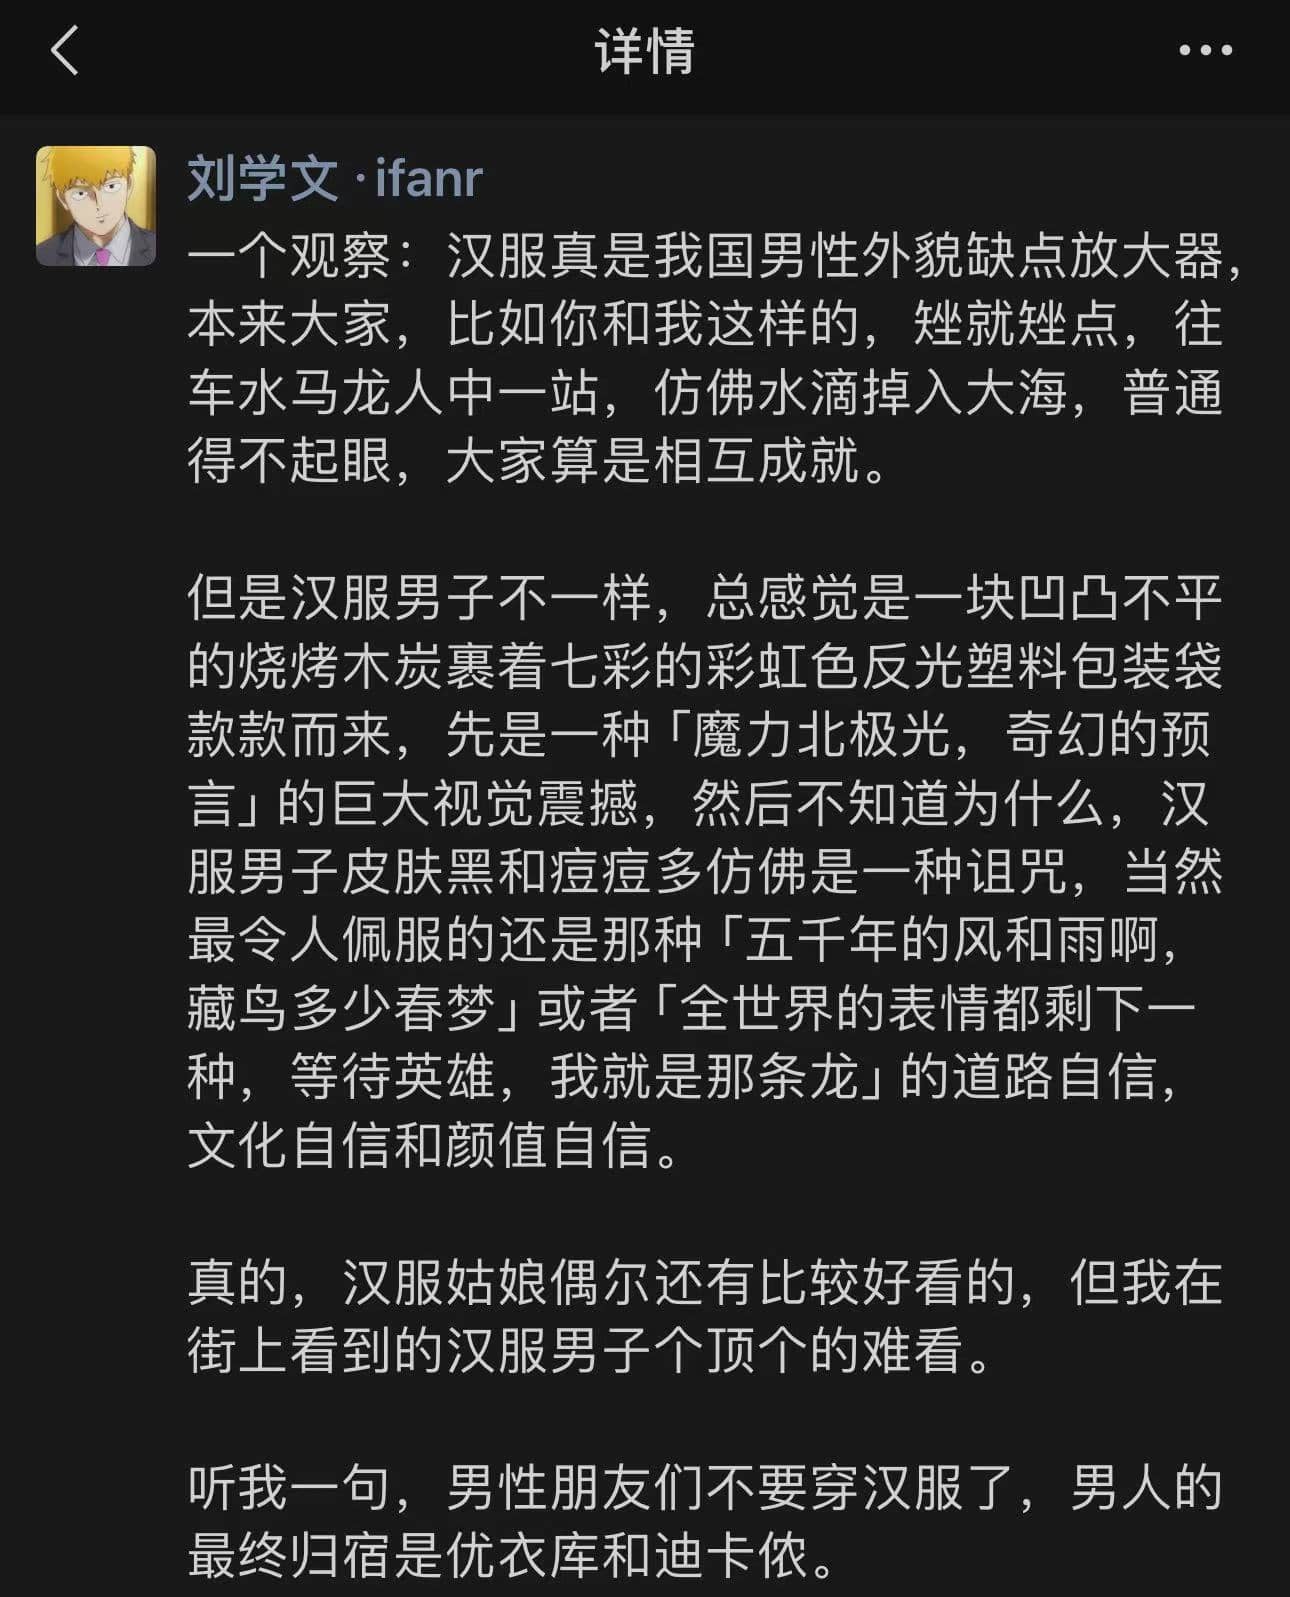 详情
刘学文·ifanr
一个观察：汉服真是我国男性外貌缺点放大器，
本来大家，比如你和我这样的，矬就矬点，往
车水马龙人中一站，仿佛水滴掉入大海，普通
得不起眼，大家算是相互成就。
但是汉服男子不一样，总感觉是一块凹凸不平
的烧烤木炭裹着七彩的彩虹色反光塑料包装袋
款款而来，先是一种「魔力北极光，奇幻的预
言」的巨大视觉震撼，然后不知道为什么，汉
服男子皮肤黑和痘痘多仿佛是一种诅咒，当然
最令人佩服的还是那种「五千年的风和雨啊，
藏鸟多少春梦」或者「全世界的表情都剩下一
种，等待英雄，我就是那条龙」的道路自信，
文化自信和颜值自信。
真的，汉服姑娘偶尔还有比较好看的，但我在
街上看到的汉服男子个顶个的难看。
听我一句，男性朋友们不要穿汉服了，男人的
最终归宿是优衣库和迪卡侬。